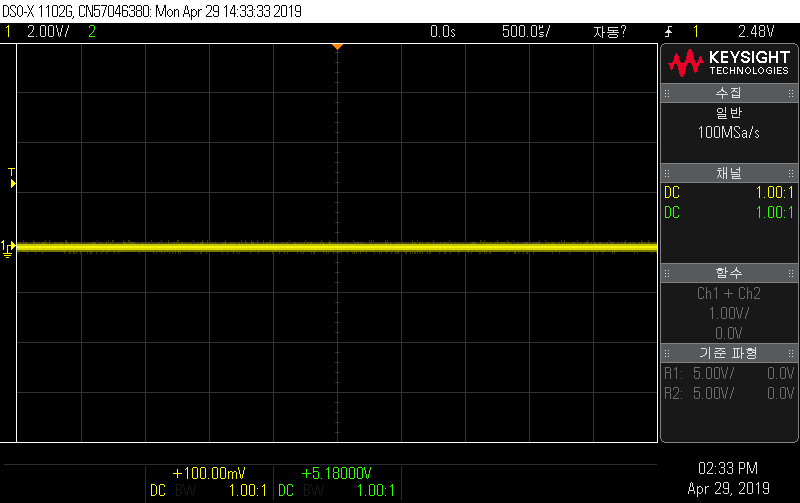 DSO-X 1102G, CN57046380: Mon Apr 29 14:33:33 2019
1 2.00V/ 2 0.0s 500.0㎲/ 자동? 1 2.48V
KEYSIGHT
TECHNOLOGIES
수집
일반
100MSa/s
T
채널
DC 1.00:1
DC 1.00:1
1
함수
Ch1 + Ch2
1.00V/
0.0V
기준 파형
R1: 5.00V/ 0.0V
R2: 5.00V/ 0.0V
+100.00mV +5.18000V
DC BW 1.00:1 DC BW 1.00:1
02:33 PM
Apr 29, 2019